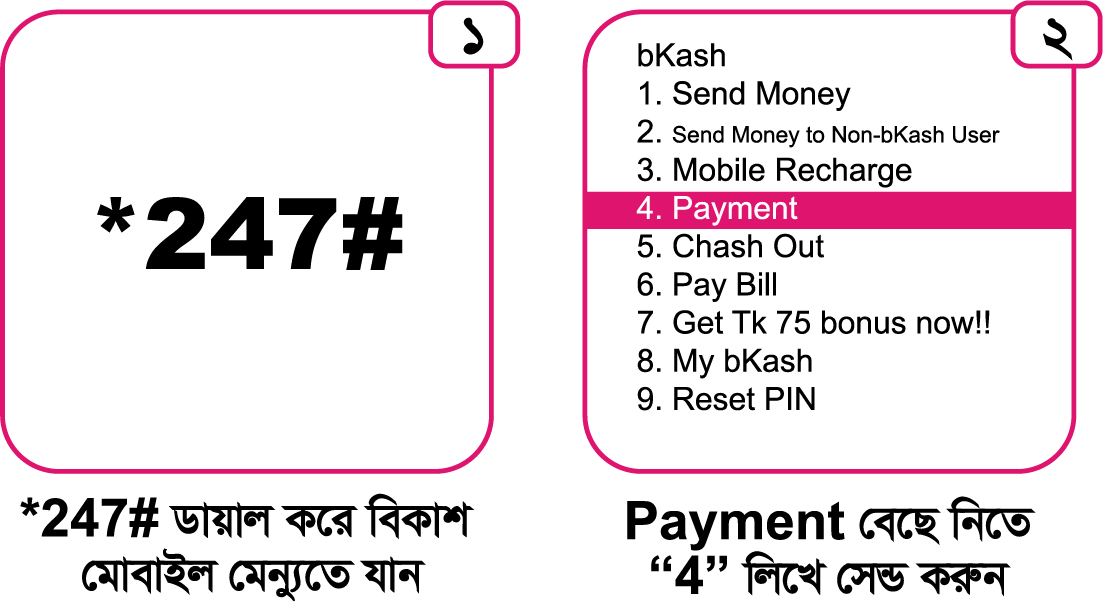 ১
*247#
*247# ডায়াল করে বিকাশ
মোবাইল মেন্যুতে যান
২
bKash
1. Send Money
2. Send Money to Non-bKash User
3. Mobile Recharge
4. Payment
5. Chash Out
6. Pay Bill
7. Get Tk 75 bonus now!!
8. My bKash
9. Reset PIN
Payment বেছে নিতে
“4” লিখে সেন্ড করুন